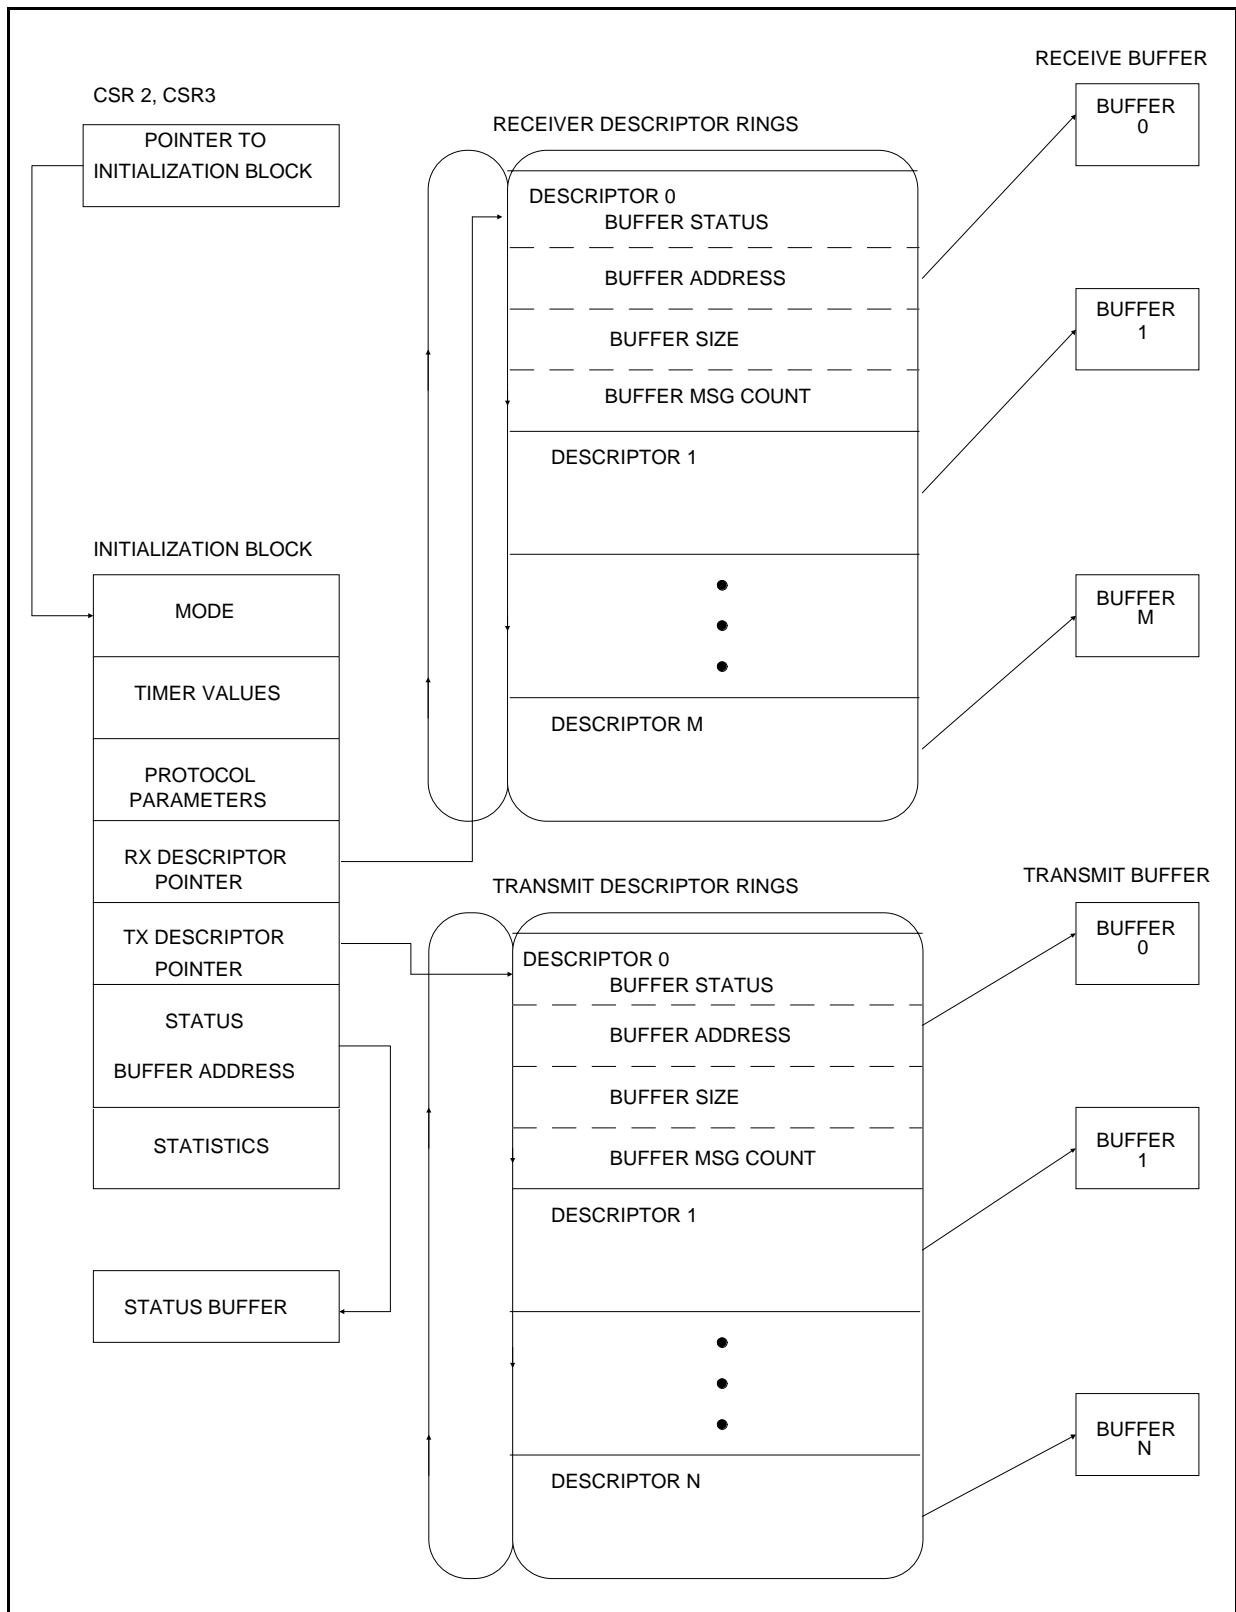 CSR 2, CSR3
POINTER TO
INITIALIZATION BLOCK
INITIALIZATION BLOCK
MODE
TIMER VALUES
PROTOCOL
PARAMETERS
RX DESCRIPTOR
POINTER
TX DESCRIPTOR
POINTER
STATUS
BUFFER ADDRESS
STATISTICS
STATUS BUFFER
RECEIVER DESCRIPTOR RINGS
DESCRIPTOR 0
BUFFER STATUS
BUFFER ADDRESS
BUFFER SIZE
BUFFER MSG COUNT
DESCRIPTOR 1
DESCRIPTOR M
RECEIVE BUFFER
BUFFER
0
BUFFER
1
BUFFER
M
TRANSMIT DESCRIPTOR RINGS
DESCRIPTOR 0
BUFFER STATUS
BUFFER ADDRESS
BUFFER SIZE
BUFFER MSG COUNT
DESCRIPTOR 1
DESCRIPTOR N
TRANSMIT BUFFER
BUFFER
0
BUFFER
1
BUFFER
N